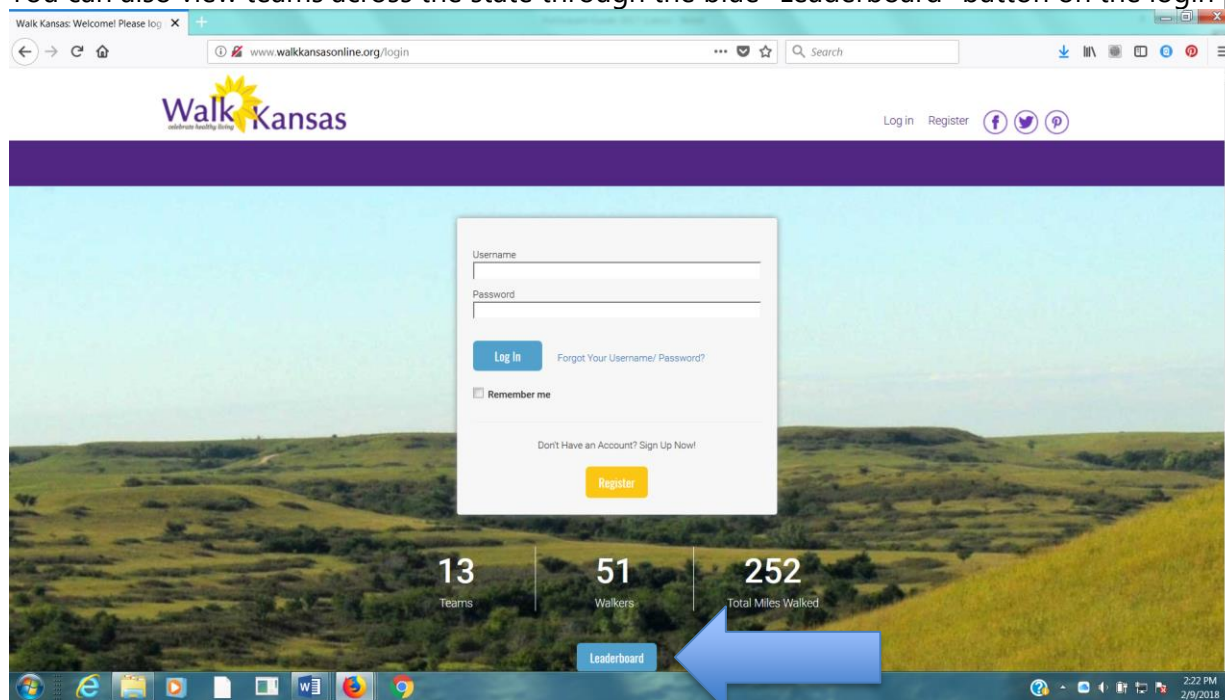 You can also view teams across the state through the blue "Leaderboard" button on the login
Walk Kansas: Welcome! Please log
www.walkkansasonline.org/login
Search
Walk Kansas
celebrate healthy living
Log in Register
Username
Password
Log In Forgot Your Username/ Password?
Remember me
Don't Have an Account? Sign Up Now!
Register
13 51 252
Teams Walkers Total Miles Walked
Leaderboard
2:22 PM
2/9/2018